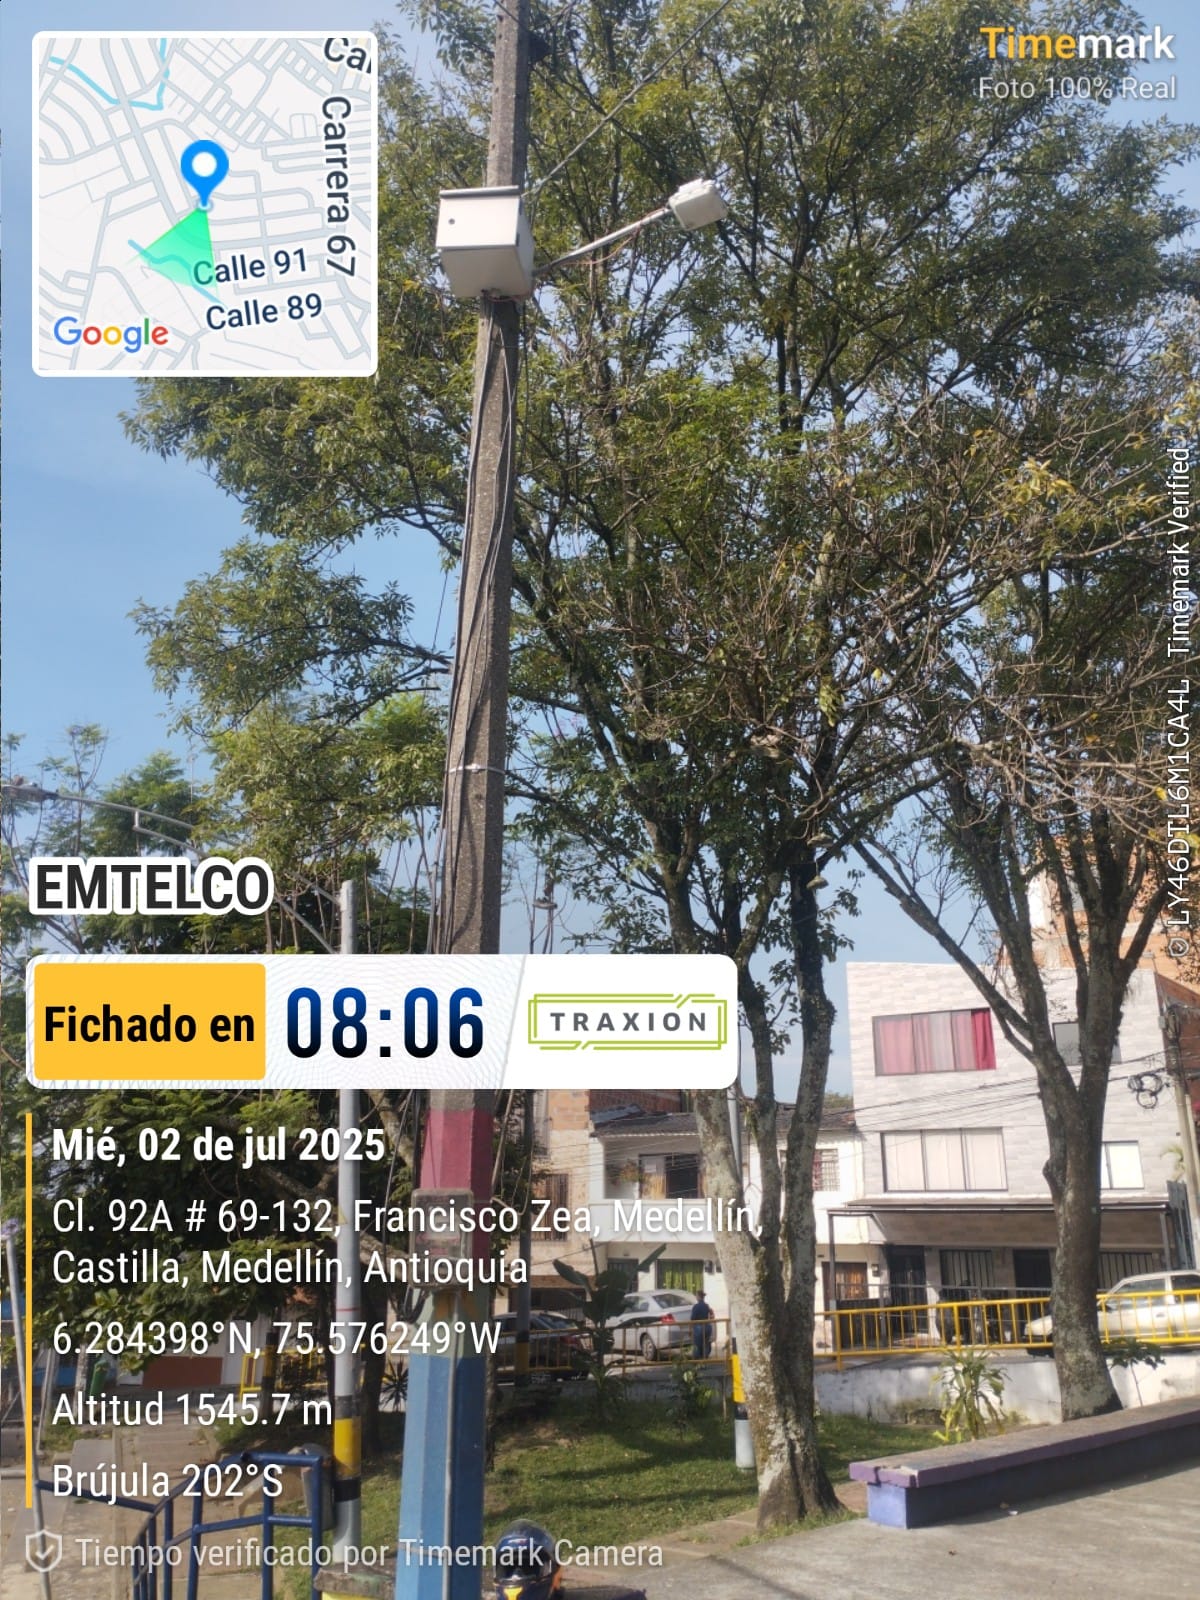 Timemark
Foto 100% Real
Cal
Carrera 67
Calle 91
Calle 89
Google
LY46DTL6M1CA4L Timemark Verified
EMTELCO
Fichado en 08:06 TRAXION
Mié, 02 de jul 2025
Cl. 92A # 69-132, Francisco Zea, Medellín,
Castilla, Medellín, Antioquia
6.284398°N, 75.576249°W
Altitud 1545.7 m
Brújula 202°S
Tiempo verificado por Timemark Camera